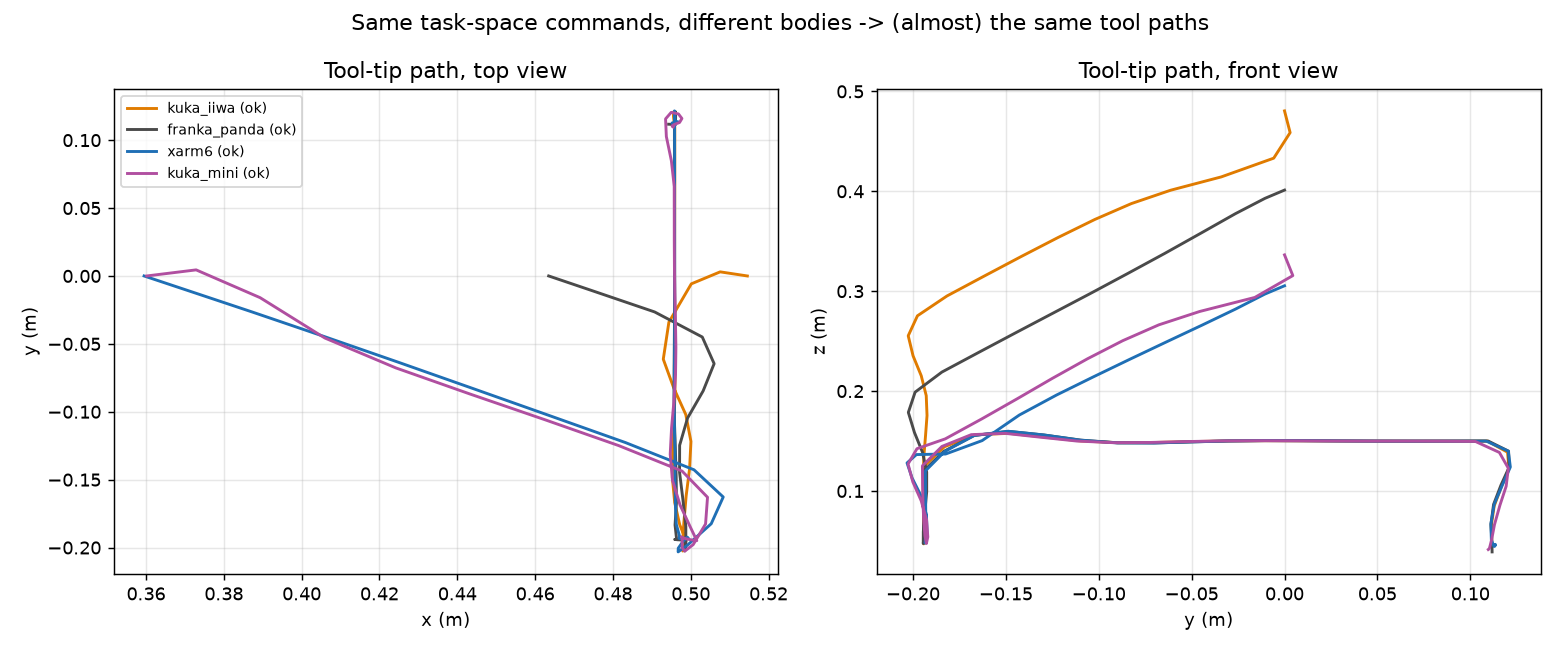 Same task-space commands, different bodies -> (almost) the same tool paths
Tool-tip path, top view
kuka_iiwa (ok)
franka_panda (ok)
xarm6 (ok)
kuka_mini (ok)
0.10
0.05
0.00
−0.05
−0.10
−0.15
−0.20
y (m)
0.36 0.38 0.40 0.42 0.44 0.46 0.48 0.50 0.52
x (m)
Tool-tip path, front view
0.5
0.4
0.3
0.2
0.1
z (m)
−0.20 −0.15 −0.10 −0.05 0.00 0.05 0.10
y (m)